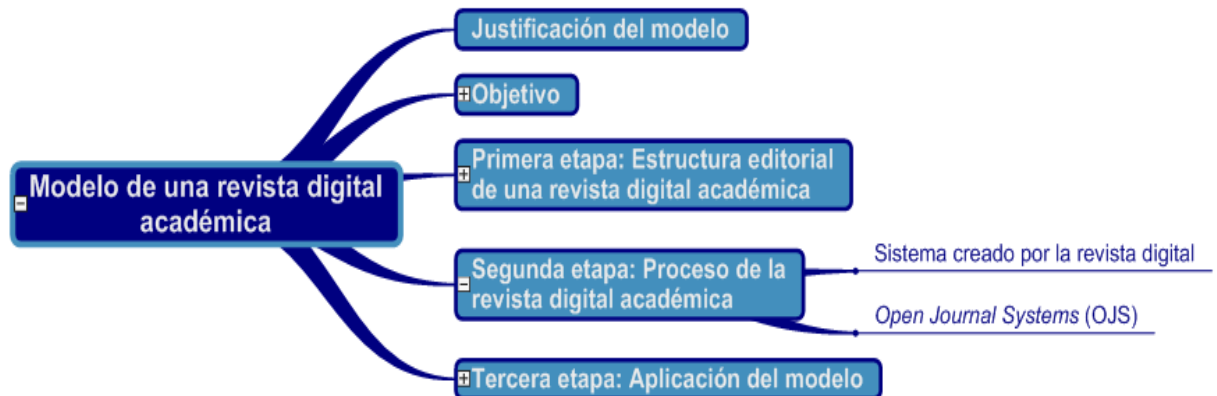 Justificación del modelo
Objetivo
Primera etapa: Estructura editorial
de una revista digital académica
Modelo de una revista digital
académica
Segunda etapa: Proceso de la
revista digital académica
Sistema creado por la revista digital
Open Journal Systems (OJS)
Tercera etapa: Aplicación del modelo